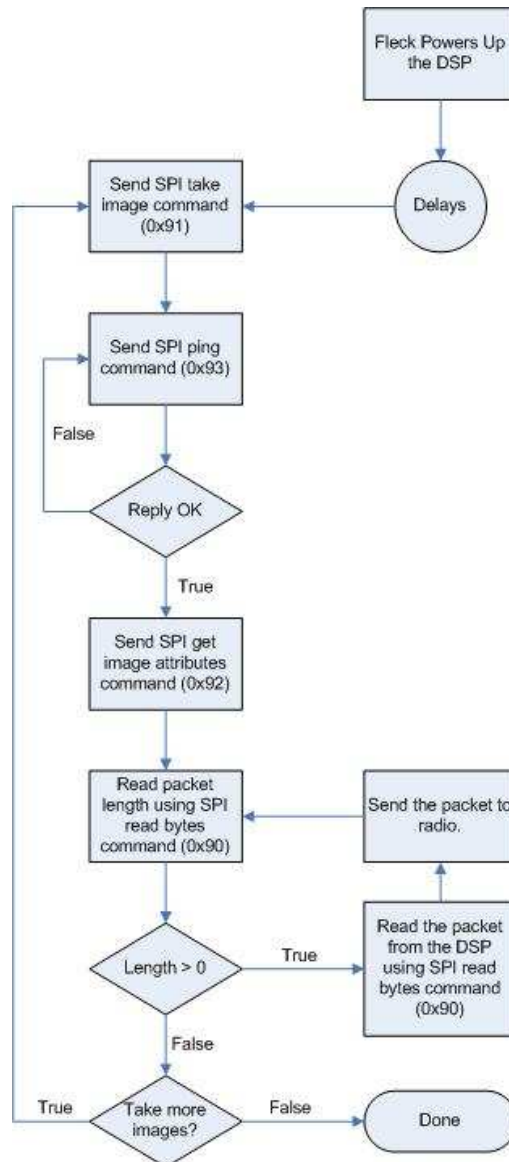 Fleck Powers Up
the DSP
Delays
Send SPI take
image command
(0x91)
Send SPI ping
command (0x93)
False
Reply OK
True
Send SPI get
image attributes
command (0x92)
Read packet
length using SPI
read bytes
command (0x90)
Send the packet to
radio.
Length > 0
True
Read the packet
from the DSP
using SPI read
bytes command
(0x90)
False
True
Take more
images?
False
Done